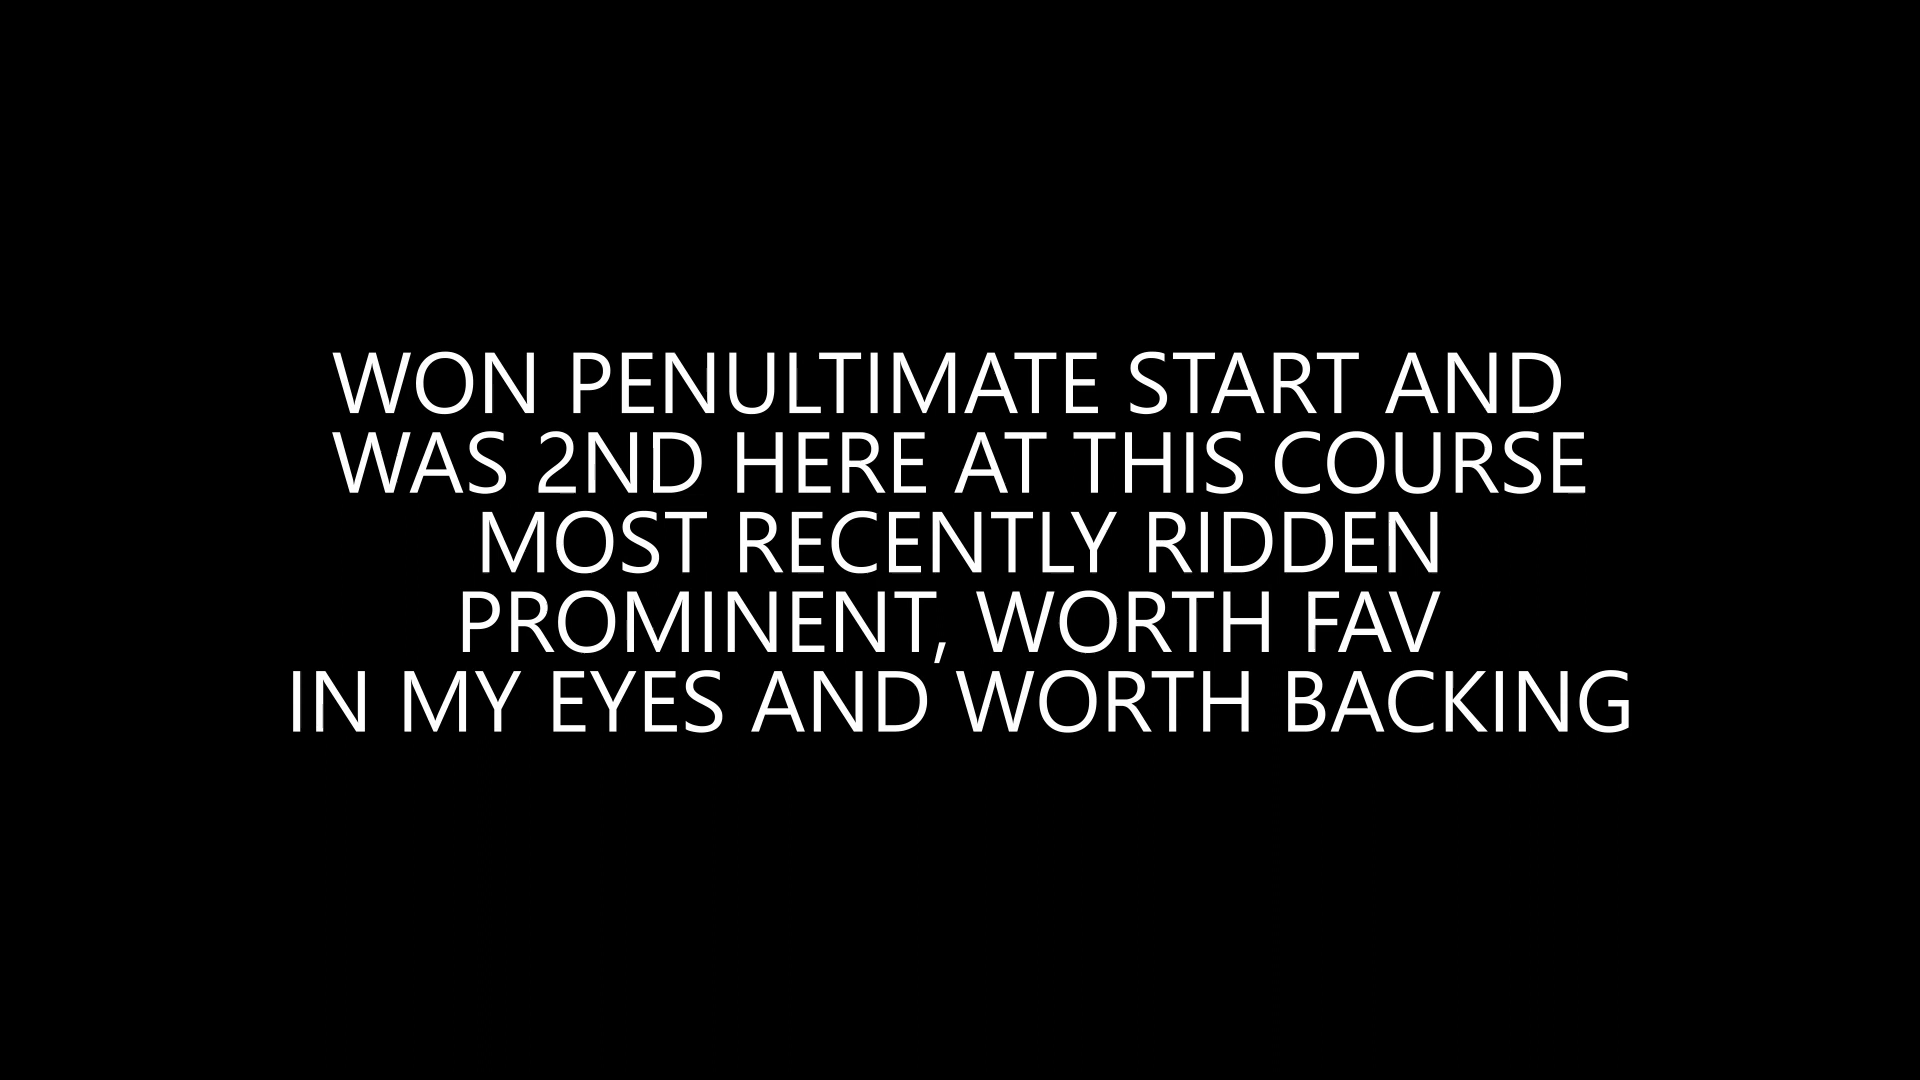 WON PENULTIMATE START AND
WAS 2ND HERE AT THIS COURSE
MOST RECENTLY RIDDEN
PROMINENT, WORTH FAV
IN MY EYES AND WORTH BACKING